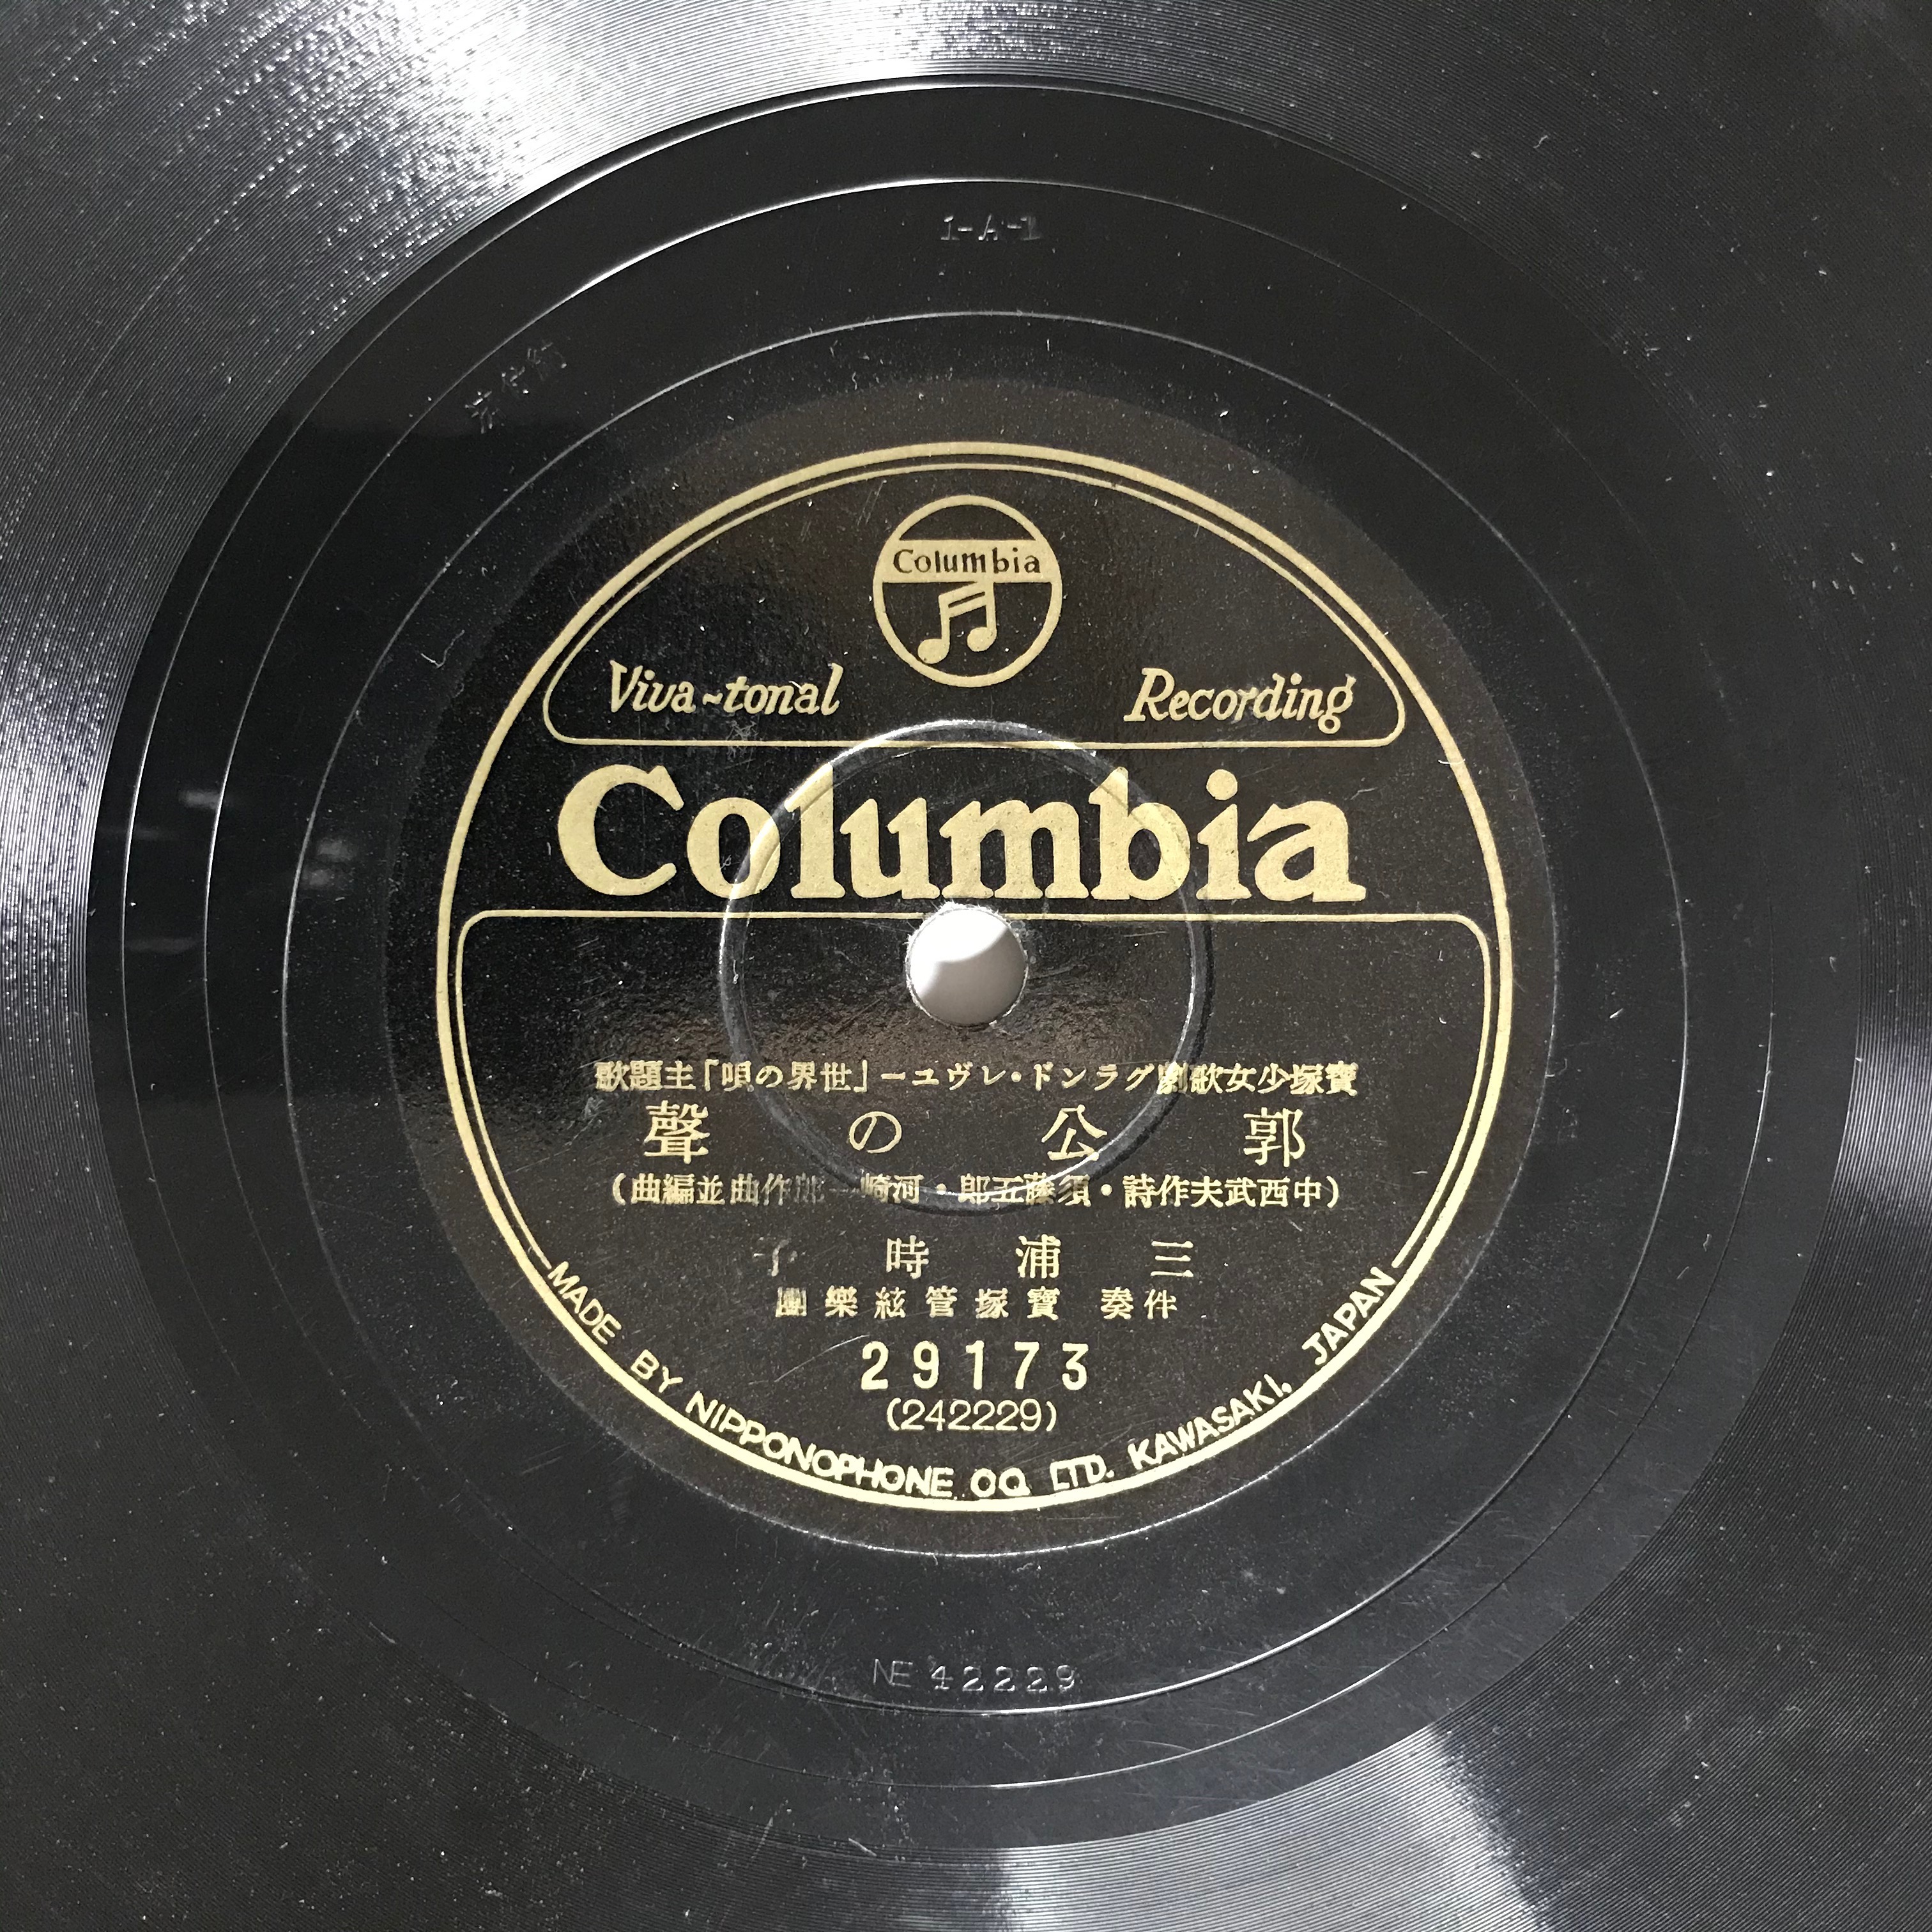 1-A-1
Columbia
Viva-tonal Recording
Columbia
寶塚少女歌劇グランド・レヴユー「世界の唄」主題歌
郭公の聲
(中西武夫作詩・須藤五郎・河崎一郎作曲並編曲)
三浦時子
伴奏 寶塚管絃樂團
29173
(242229)
MADE BY NIPPONOPHONE CO. LTD. KAWASAKI, JAPAN
NE 42229